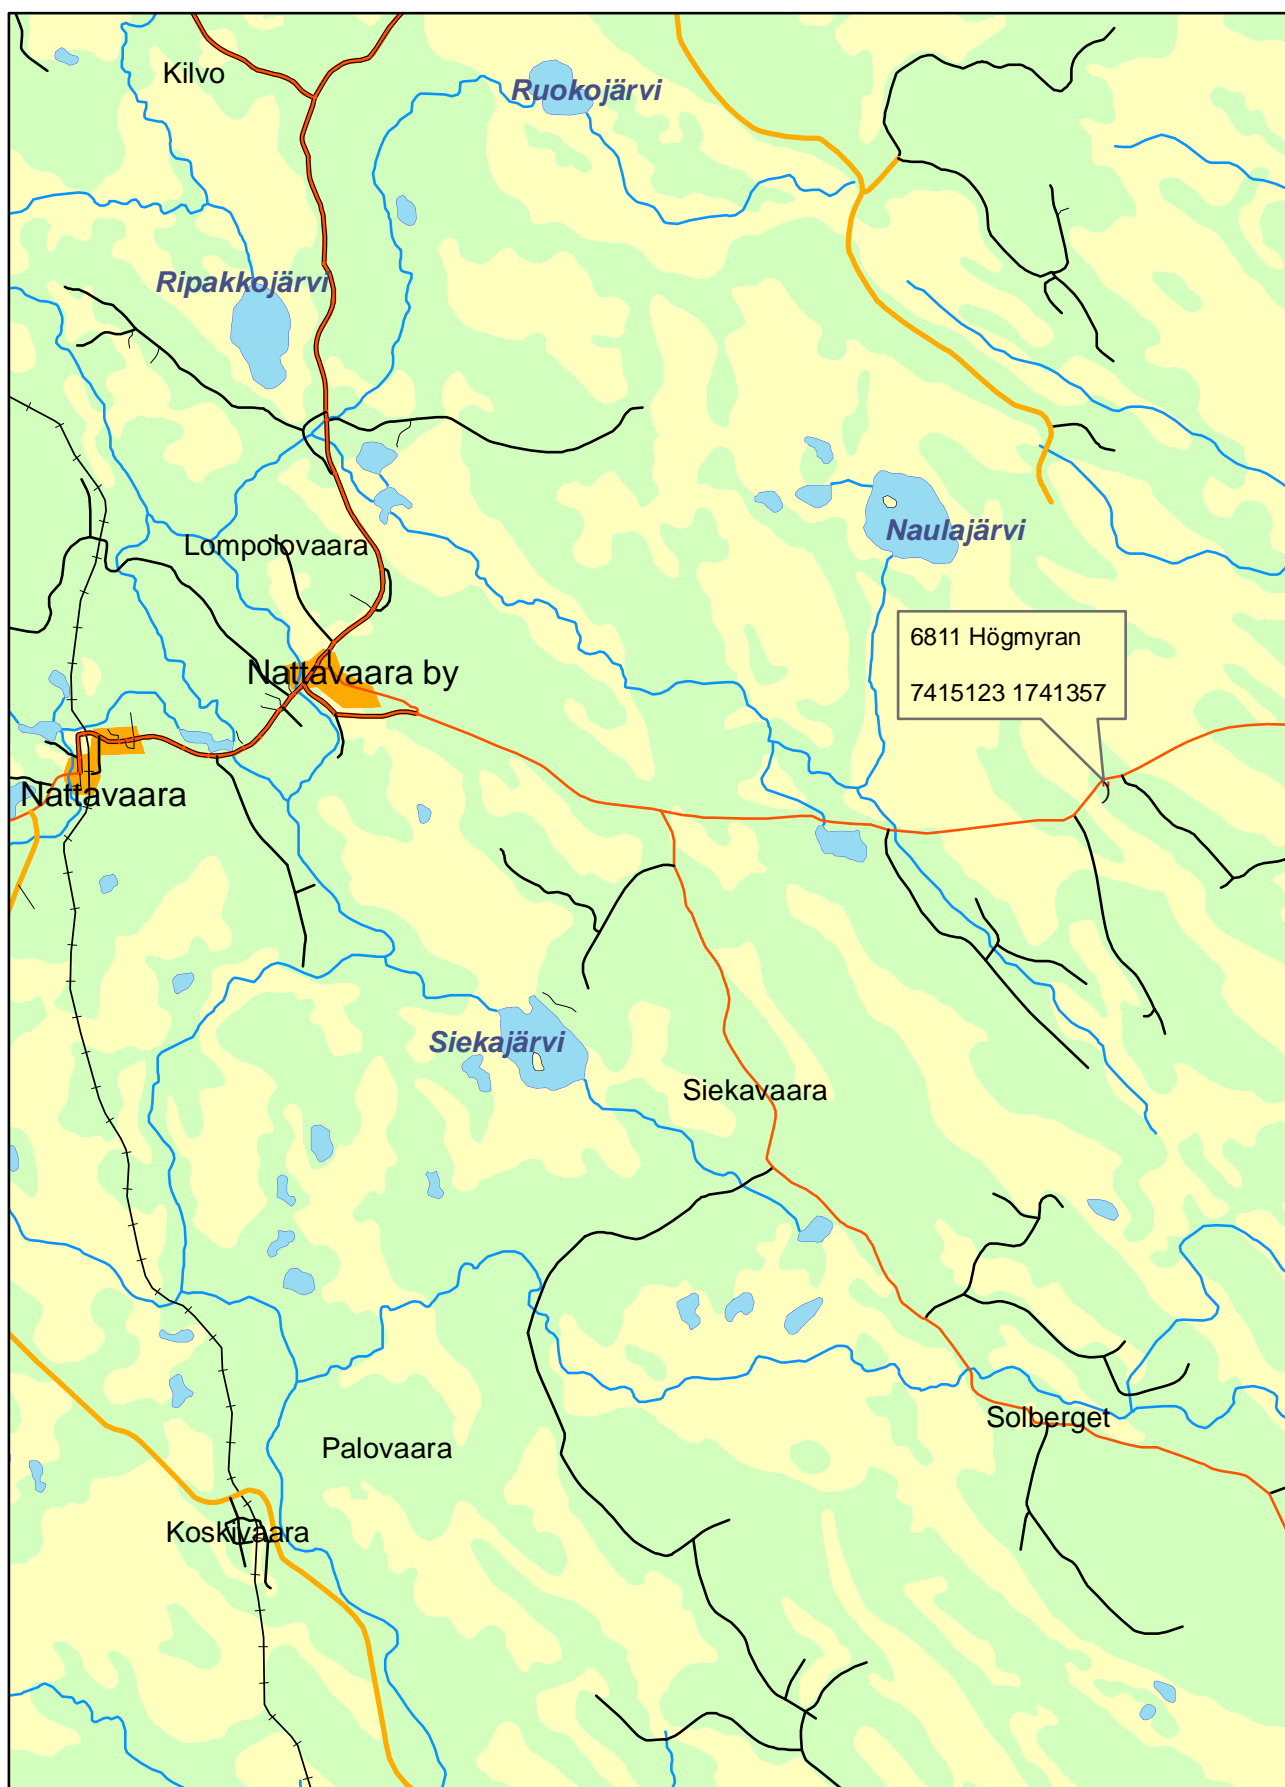 Kilvo
Ruokojärvi
Ripakkojärvi
Naulajärvi
Lompolovaara
6811 Högmyran
7415123 1741357
Nattavaara by
Nattavaara
Siekajärvi
Siekavaara
Solberget
Palovaara
Koskivaara